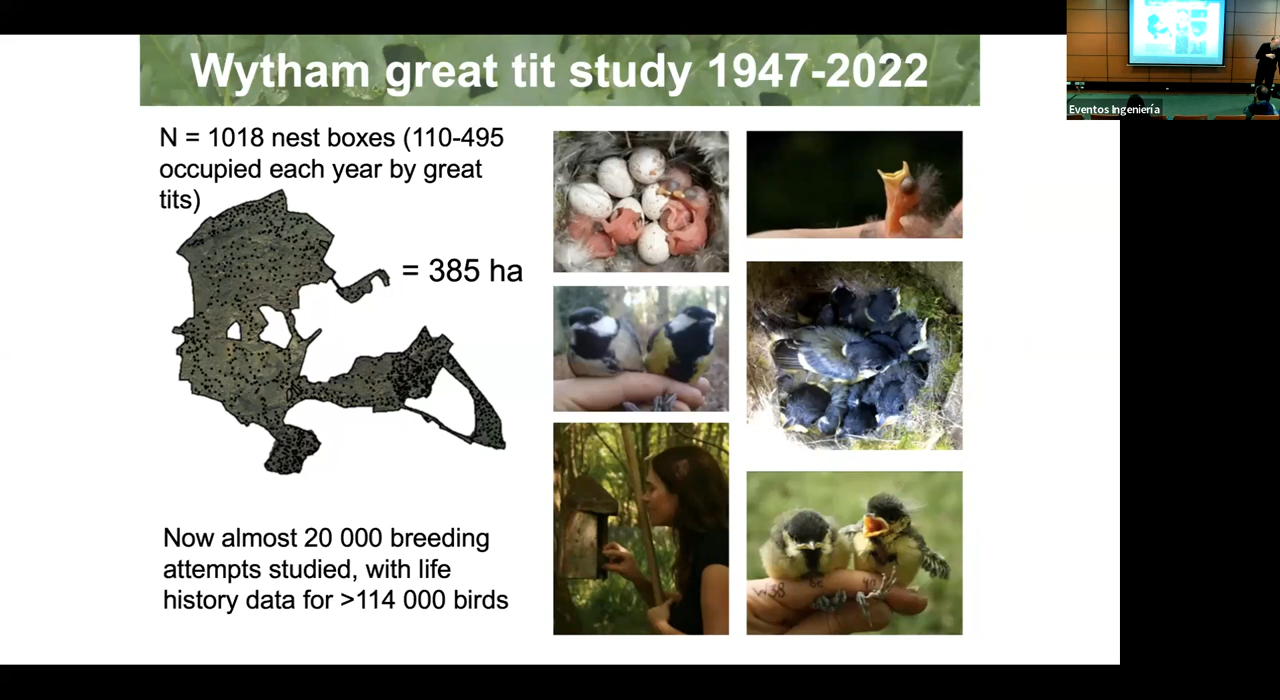 Wytham great tit study 1947-2022
N = 1018 nest boxes (110-495
occupied each year by great
tits)
= 385 ha
Now almost 20 000 breeding
attempts studied, with life
history data for >114 000 birds
Eventos Ingeniería
W38